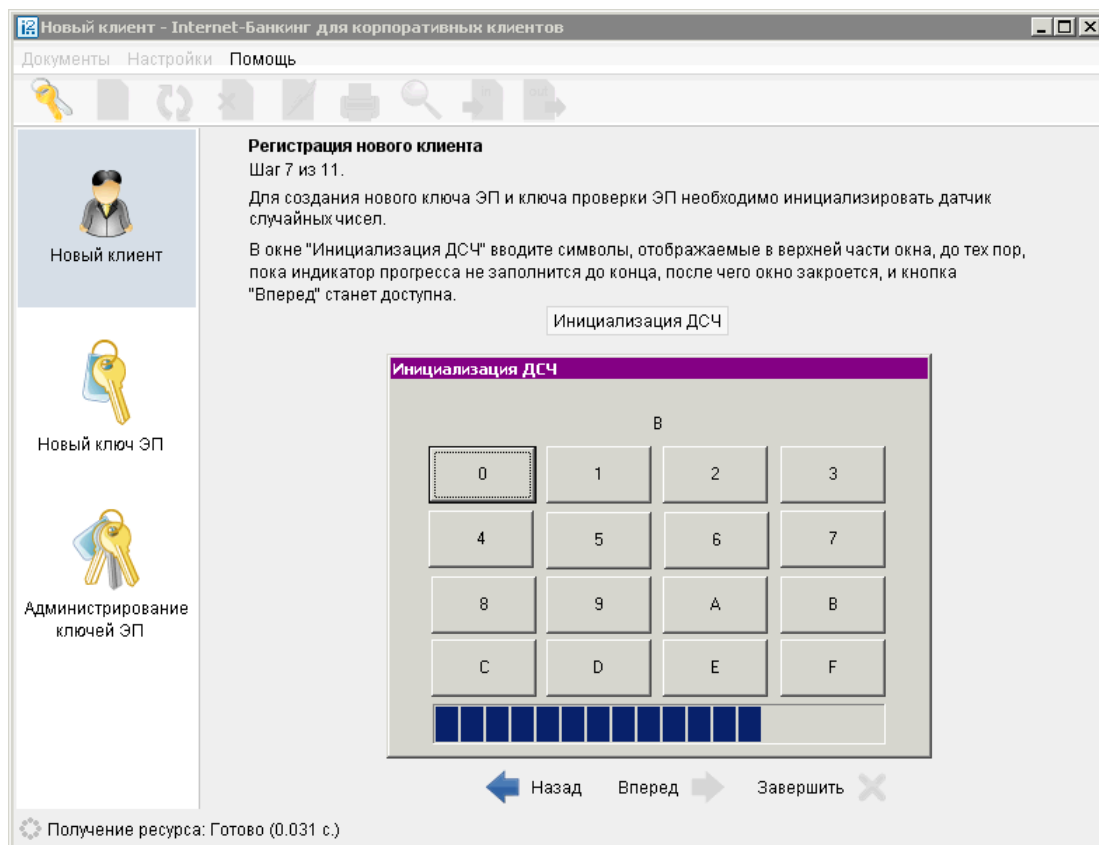 Новый клиент - Internet-Банкинг для корпоративных клиентов
Документы Настройки Помощь
in out
Новый клиент
Новый ключ ЭП
Администрирование
ключей ЭП
Регистрация нового клиента
Шаг 7 из 11.
Для создания нового ключа ЭП и ключа проверки ЭП необходимо инициализировать датчик
случайных чисел.
В окне "Инициализация ДСЧ" вводите символы, отображаемые в верхней части окна, до тех пор,
пока индикатор прогресса не заполнится до конца, после чего окно закроется, и кнопка
"Вперед" станет доступна.
Инициализация ДСЧ
Инициализация ДСЧ
B
0 1 2 3
4 5 6 7
8 9 A B
C D E F
Назад Вперед Завершить
Получение ресурса: Готово (0.031 с.)